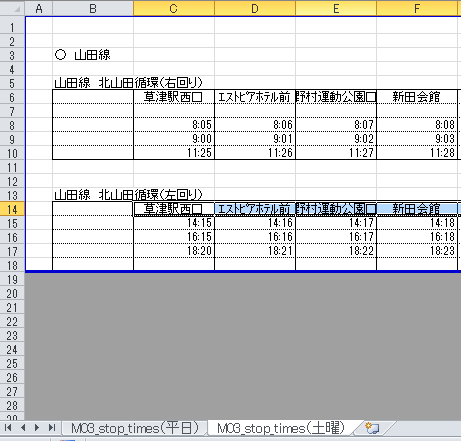 A B C D E F
1
2
3 ○ 山田線
4
5 山田線 北山田循環(右回り)
6 草津駅西口 エストピアホテル前 野村運動公園口 新田会館
7
8 8:05 8:06 8:07 8:08
9 9:00 9:01 9:02 9:03
10 11:25 11:26 11:27 11:28
11
12
13 山田線 北山田循環(左回り)
14 草津駅西口 エストピアホテル前 野村運動公園口 新田会館
15 14:15 14:16 14:17 14:18
16 16:15 16:16 16:17 16:18
17 18:20 18:21 18:22 18:23
18
19
20
21
22
23
24
25
26
27
28
MC3_stop_times(平日) MC3_stop_times(土曜)